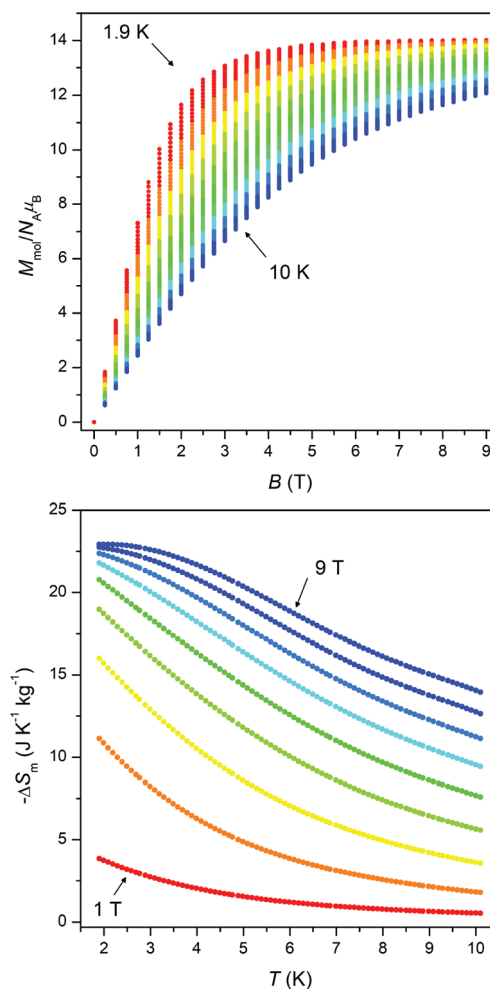 14
12
10
8
6
4
2
0
M_mol/N_Aμ_B
1.9 K
10 K
0 1 2 3 4 5 6 7 8 9
B (T)
25
20
15
10
5
0
-ΔS_m (J K⁻¹ kg⁻¹)
9 T
1 T
2 3 4 5 6 7 8 9 10
T (K)